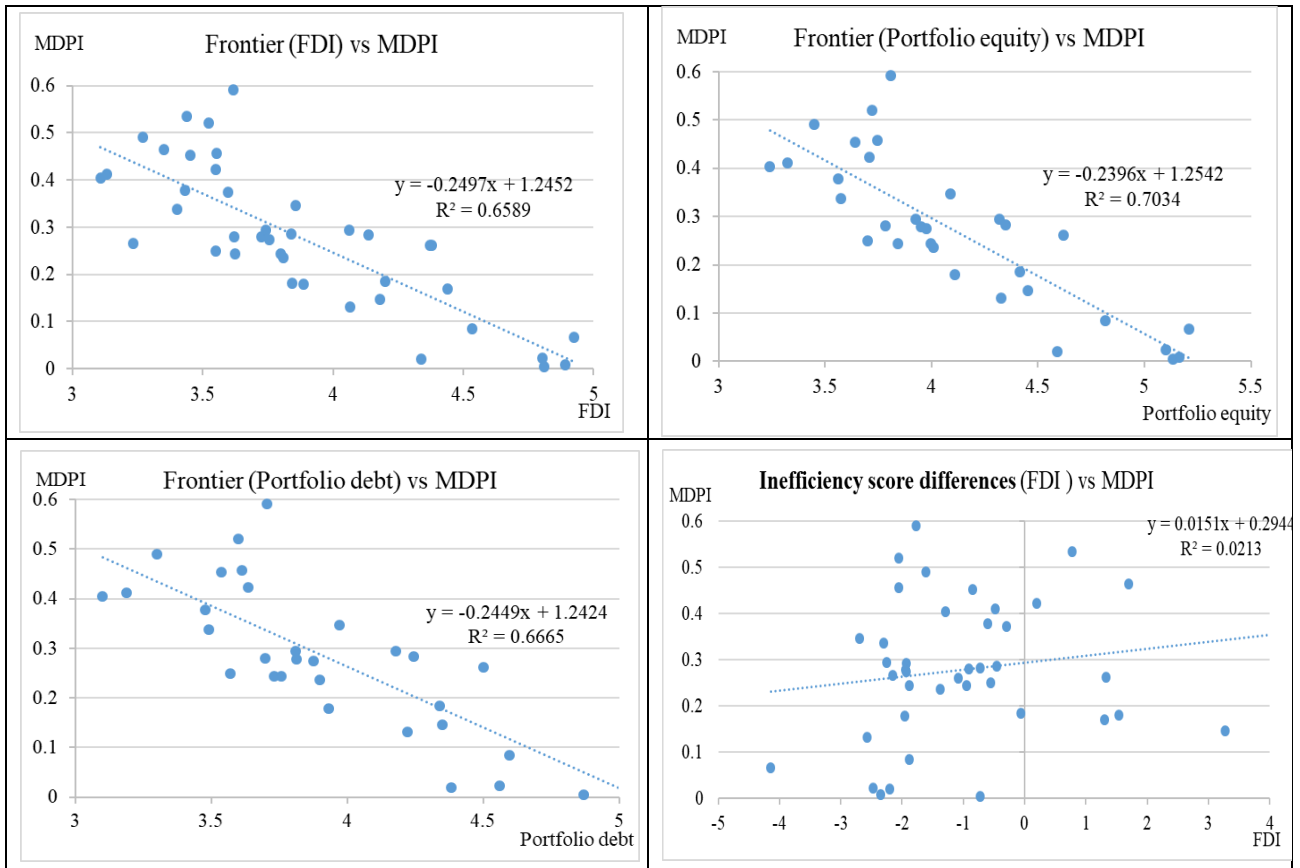 MDPI
Frontier (FDI) vs MDPI
0.6
0.5
0.4
0.3
0.2
0.1
0
y = -0.2497x + 1.2452
R² = 0.6589
3 3.5 4 4.5 5
FDI
MDPI
Frontier (Portfolio equity) vs MDPI
0.6
0.5
0.4
0.3
0.2
0.1
0
y = -0.2396x + 1.2542
R² = 0.7034
3 3.5 4 4.5 5 5.5
Portfolio equity
MDPI
Frontier (Portfolio debt) vs MDPI
0.6
0.5
0.4
0.3
0.2
0.1
0
y = -0.2449x + 1.2424
R² = 0.6665
3 3.5 4 4.5 5
Portfolio debt
MDPI
Inefficiency score differences (FDI ) vs MDPI
0.6
0.5
0.4
0.3
0.2
0.1
0
y = 0.0151x + 0.2944
R² = 0.0213
-5 -4 -3 -2 -1 0 1 2 3 4
FDI